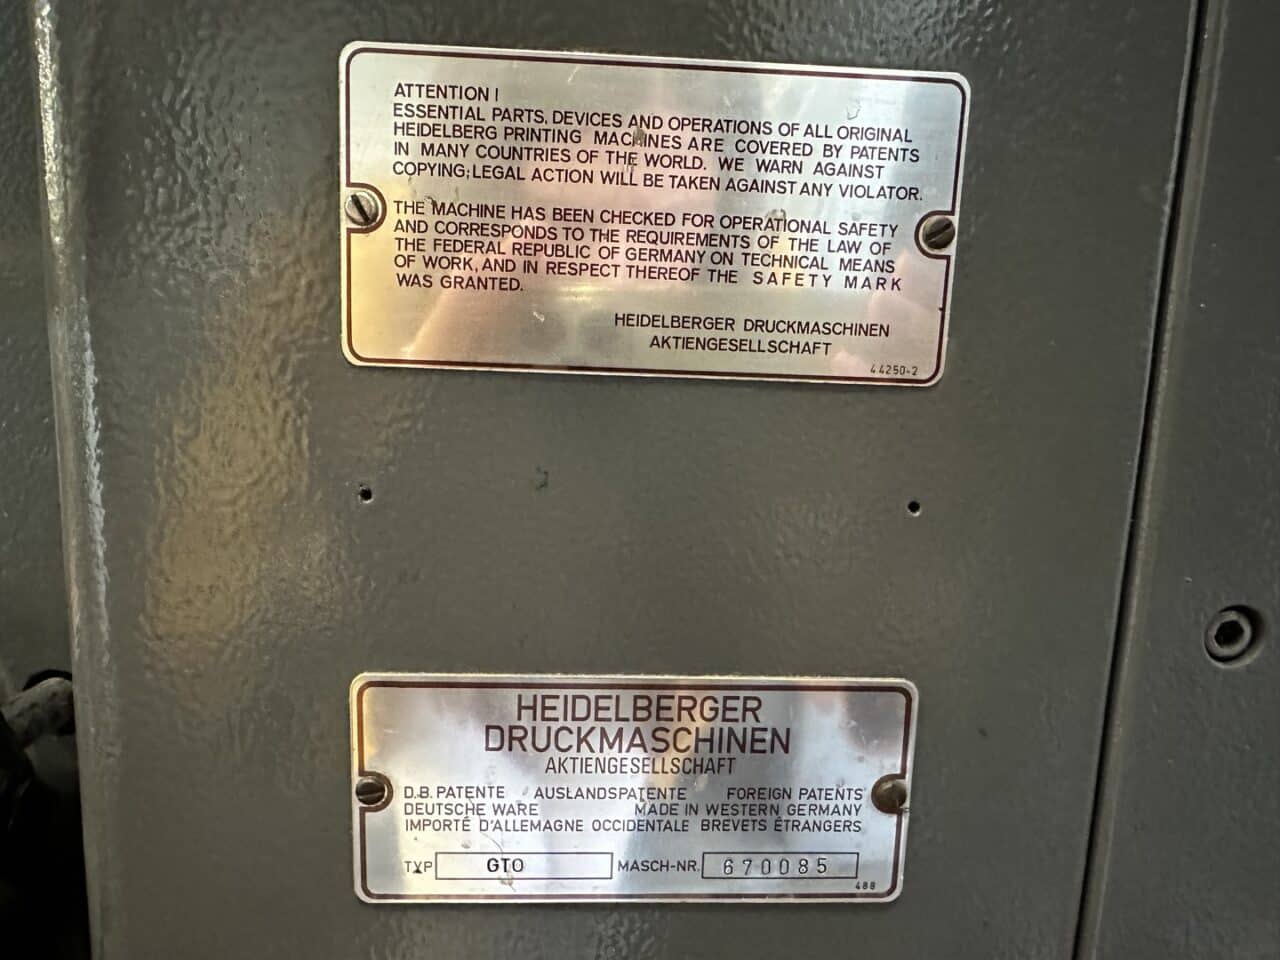 ATTENTION !
ESSENTIAL PARTS, DEVICES AND OPERATIONS OF ALL ORIGINAL
HEIDELBERG PRINTING MACHINES ARE COVERED BY PATENTS
IN MANY COUNTRIES OF THE WORLD. WE WARN AGAINST
COPYING; LEGAL ACTION WILL BE TAKEN AGAINST ANY VIOLATOR.
THE MACHINE HAS BEEN CHECKED FOR OPERATIONAL SAFETY
AND CORRESPONDS TO THE REQUIREMENTS OF THE LAW OF
THE FEDERAL REPUBLIC OF GERMANY ON TECHNICAL MEANS
OF WORK, AND IN RESPECT THEREOF THE SAFETY MARK
WAS GRANTED.
HEIDELBERGER DRUCKMASCHINEN
AKTIENGESELLSCHAFT
44250-2
HEIDELBERGER
DRUCKMASCHINEN
AKTIENGESELLSCHAFT
D.B. PATENTE AUSLANDSPATENTE FOREIGN PATENTS
DEUTSCHE WARE MADE IN WESTERN GERMANY
IMPORTÉ D'ALLEMAGNE OCCIDENTALE BREVETS ÉTRANGERS
TYP GTO MASCH-NR. 670085
488